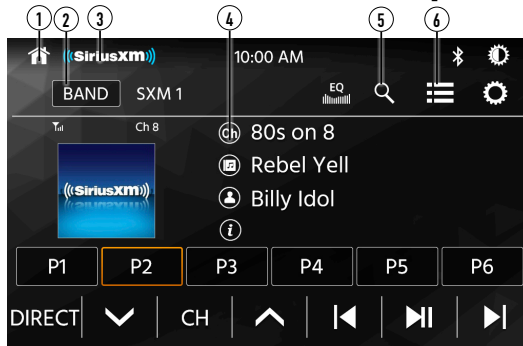 1 2 3 4 5 6
((SiriusXM)) 10:00 AM
BAND SXM 1 EQ
Ch 8
Ch 80s on 8
Rebel Yell
((SiriusXM))
Billy Idol
i
P1 P2 P3 P4 P5 P6
DIRECT CH